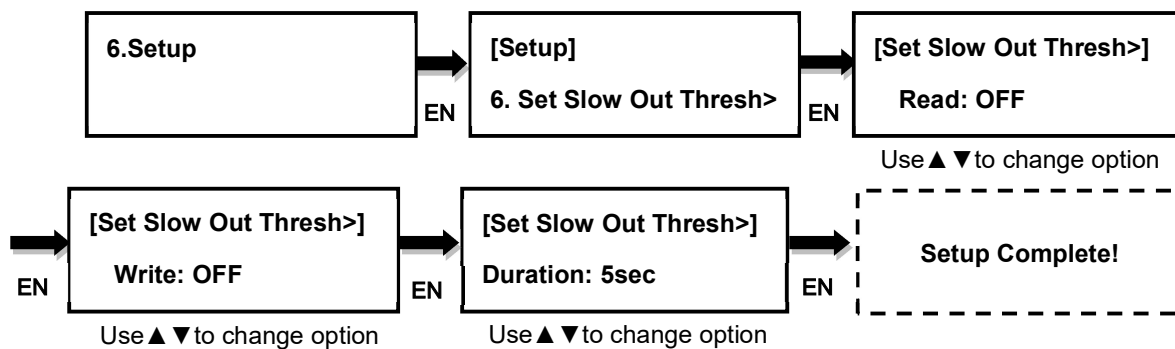 6.Setup
EN
[Setup]
6. Set Slow Out Thresh>
EN
[Set Slow Out Thresh>]
Read: OFF
Use▲▼to change option
EN
[Set Slow Out Thresh>]
Write: OFF
Use▲▼to change option
EN
[Set Slow Out Thresh>]
Duration: 5sec
Use▲▼to change option
EN
Setup Complete!